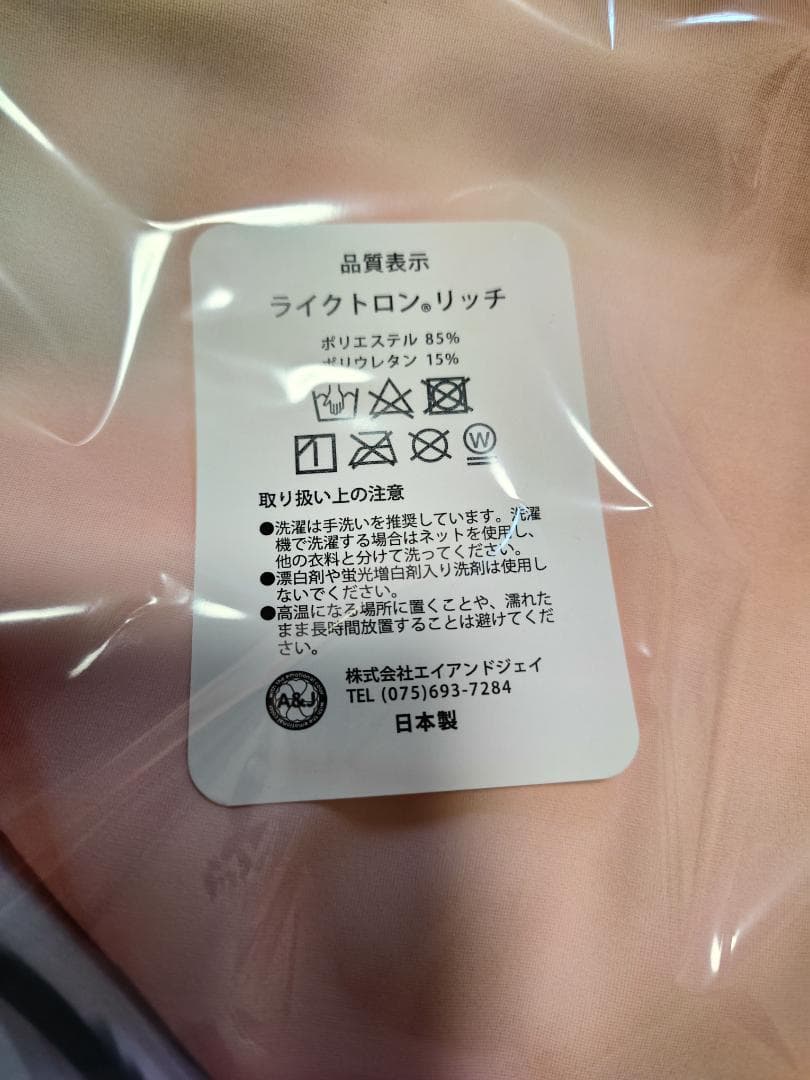 品質表示
ライクトロン®リッチ
ポリエステル 85%
ポリウレタン 15%
W
取り扱い上の注意
●洗濯は手洗いを推奨しています。洗濯
機で洗濯する場合はネットを使用し、
他の衣料と分けて洗ってください。
●漂白剤や蛍光増白剤入り洗剤は使用し
ないでください。
●高温になる場所に置くことや、濡れた
まま長時間放置することは避けてくだ
さい。
A&J
株式会社エイアンドジェイ
TEL (075)693-7284
日本製